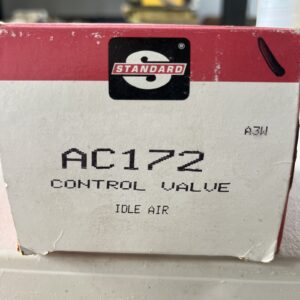 S
STANDARD
®
A3W
AC172
CONTROL VALVE
IDLE AIR